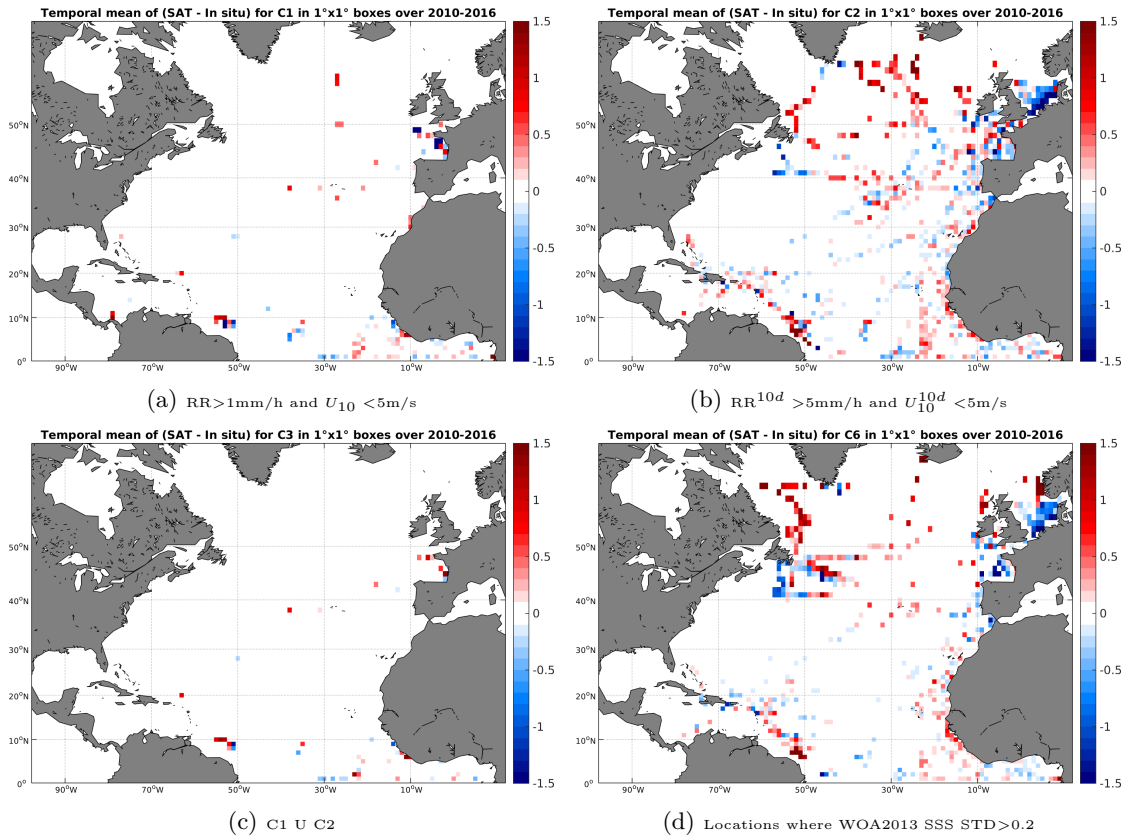 Temporal mean of (SAT - In situ) for C1 in 1°x1° boxes over 2010-2016
50°N
40°N
30°N
20°N
10°N
0°
90°W
70°W
50°W
30°W
10°W
1.5
1
0.5
0
-0.5
-1
-1.5
(a) RR>1mm/h and U10 <5m/s
Temporal mean of (SAT - In situ) for C2 in 1°x1° boxes over 2010-2016
50°N
40°N
30°N
20°N
10°N
0°
90°W
70°W
50°W
30°W
10°W
1.5
1
0.5
0
-0.5
-1
-1.5
(b) RR^10d >5mm/h and U10^10d <5m/s
Temporal mean of (SAT - In situ) for C3 in 1°x1° boxes over 2010-2016
50°N
40°N
30°N
20°N
10°N
0°
90°W
70°W
50°W
30°W
10°W
1.5
1
0.5
0
-0.5
-1
-1.5
(c) C1 U C2
Temporal mean of (SAT - In situ) for C6 in 1°x1° boxes over 2010-2016
50°N
40°N
30°N
20°N
10°N
0°
90°W
70°W
50°W
30°W
10°W
1.5
1
0.5
0
-0.5
-1
-1.5
(d) Locations where WOA2013 SSS STD>0.2